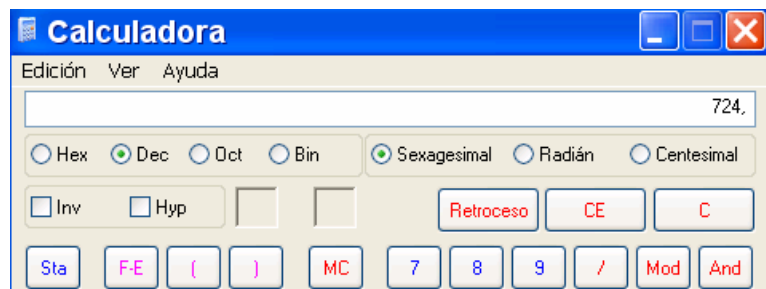 Calculadora
Edición Ver Ayuda
724,
Hex Dec Oct Bin Sexagesimal Radián Centesimal
Inv Hyp Retroceso CE C
Sta F-E ( ) MC 7 8 9 / Mod And